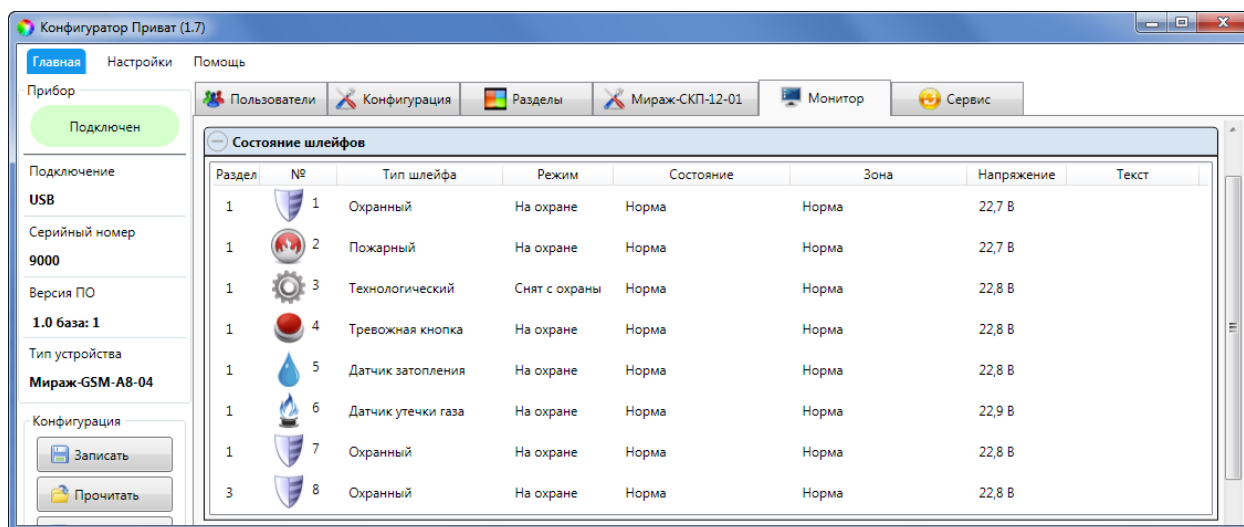 Конфигуратор Приват (1.7)
Главная Настройки Помощь
Прибор
Подключен
Подключение
USB
Серийный номер
9000
Версия ПО
1.0 база: 1
Тип устройства
Мираж-GSM-A8-04
Конфигурация
Записать
Прочитать
Пользователи Конфигурация Разделы Мираж-СКП-12-01 Монитор Сервис
Состояние шлейфов
Раздел № Тип шлейфа Режим Состояние Зона Напряжение Текст
1 1 Охранный На охране Норма Норма 22,7 В
1 2 Пожарный На охране Норма Норма 22,7 В
1 3 Технологический Снят с охраны Норма Норма 22,8 В
1 4 Тревожная кнопка На охране Норма Норма 22,8 В
1 5 Датчик затопления На охране Норма Норма 22,8 В
1 6 Датчик утечки газа На охране Норма Норма 22,9 В
1 7 Охранный На охране Норма Норма 22,8 В
3 8 Охранный На охране Норма Норма 22,8 В